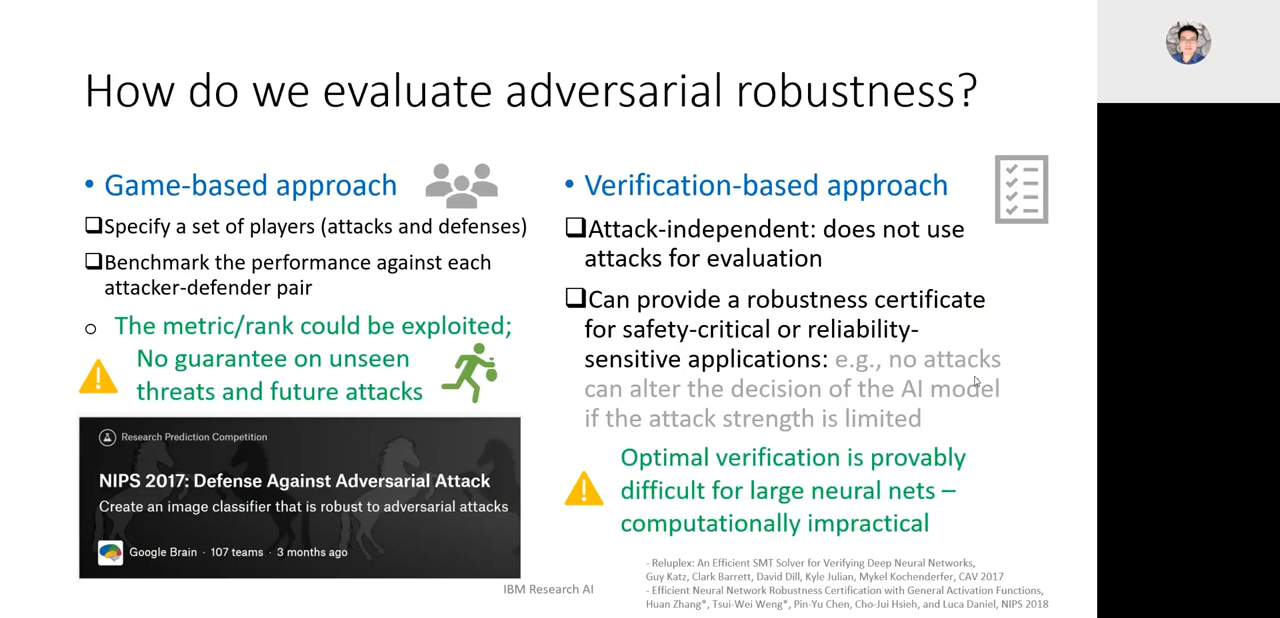 How do we evaluate adversarial robustness?
• Game-based approach
❑Specify a set of players (attacks and defenses)
❑Benchmark the performance against each
attacker-defender pair
o The metric/rank could be exploited;
No guarantee on unseen
threats and future attacks
Research Prediction Competition
NIPS 2017: Defense Against Adversarial Attack
Create an image classifier that is robust to adversarial attacks
Google Brain · 107 teams · 3 months ago
• Verification-based approach
❑Attack-independent: does not use
attacks for evaluation
❑Can provide a robustness certificate
for safety-critical or reliability-
sensitive applications: e.g., no attacks
can alter the decision of the AI model
if the attack strength is limited
Optimal verification is provably
difficult for large neural nets –
computationally impractical
- Reluplex: An Efficient SMT Solver for Verifying Deep Neural Networks,
Guy Katz, Clark Barrett, David Dill, Kyle Julian, Mykel Kochenderfer, CAV 2017
- Efficient Neural Network Robustness Certification with General Activation Functions,
Huan Zhang*, Tsui-Wei Weng*, Pin-Yu Chen, Cho-Jui Hsieh, and Luca Daniel, NIPS 2018
IBM Research AI